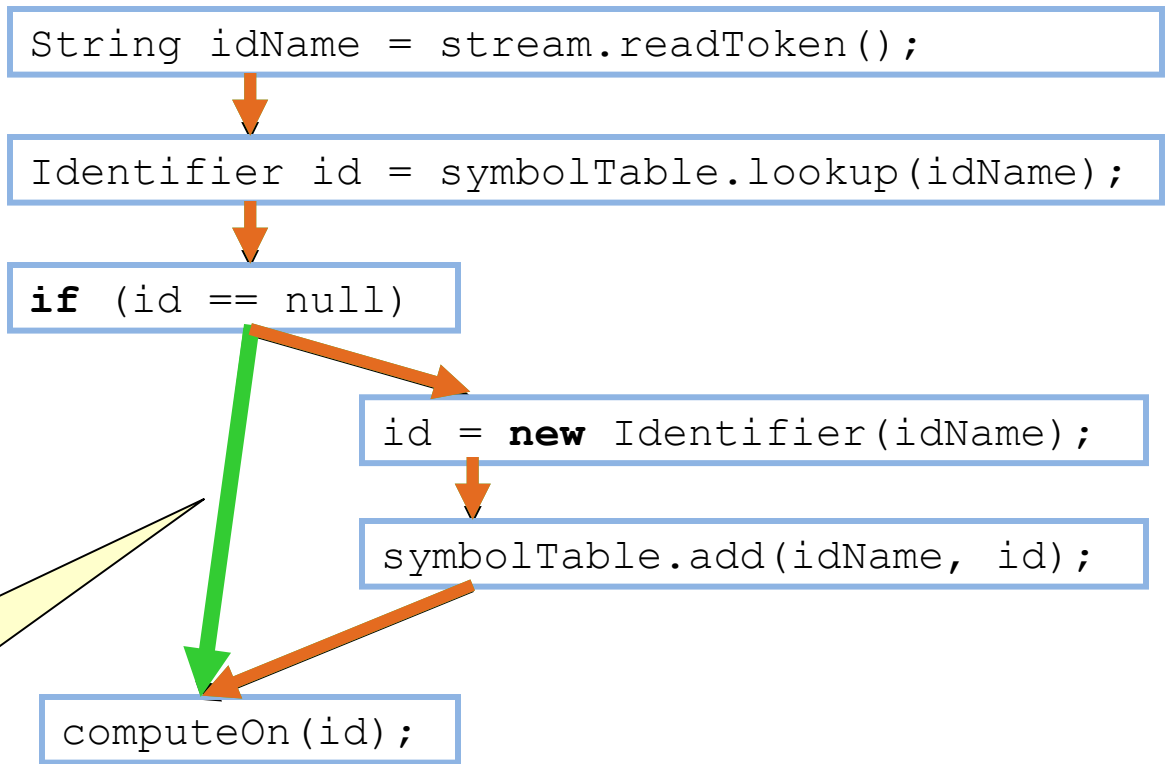 String idName = stream.readToken();
Identifier id = symbolTable.lookup(idName);
if (id == null)
id = new Identifier(idName);
symbolTable.add(idName, id);
computeOn(id);